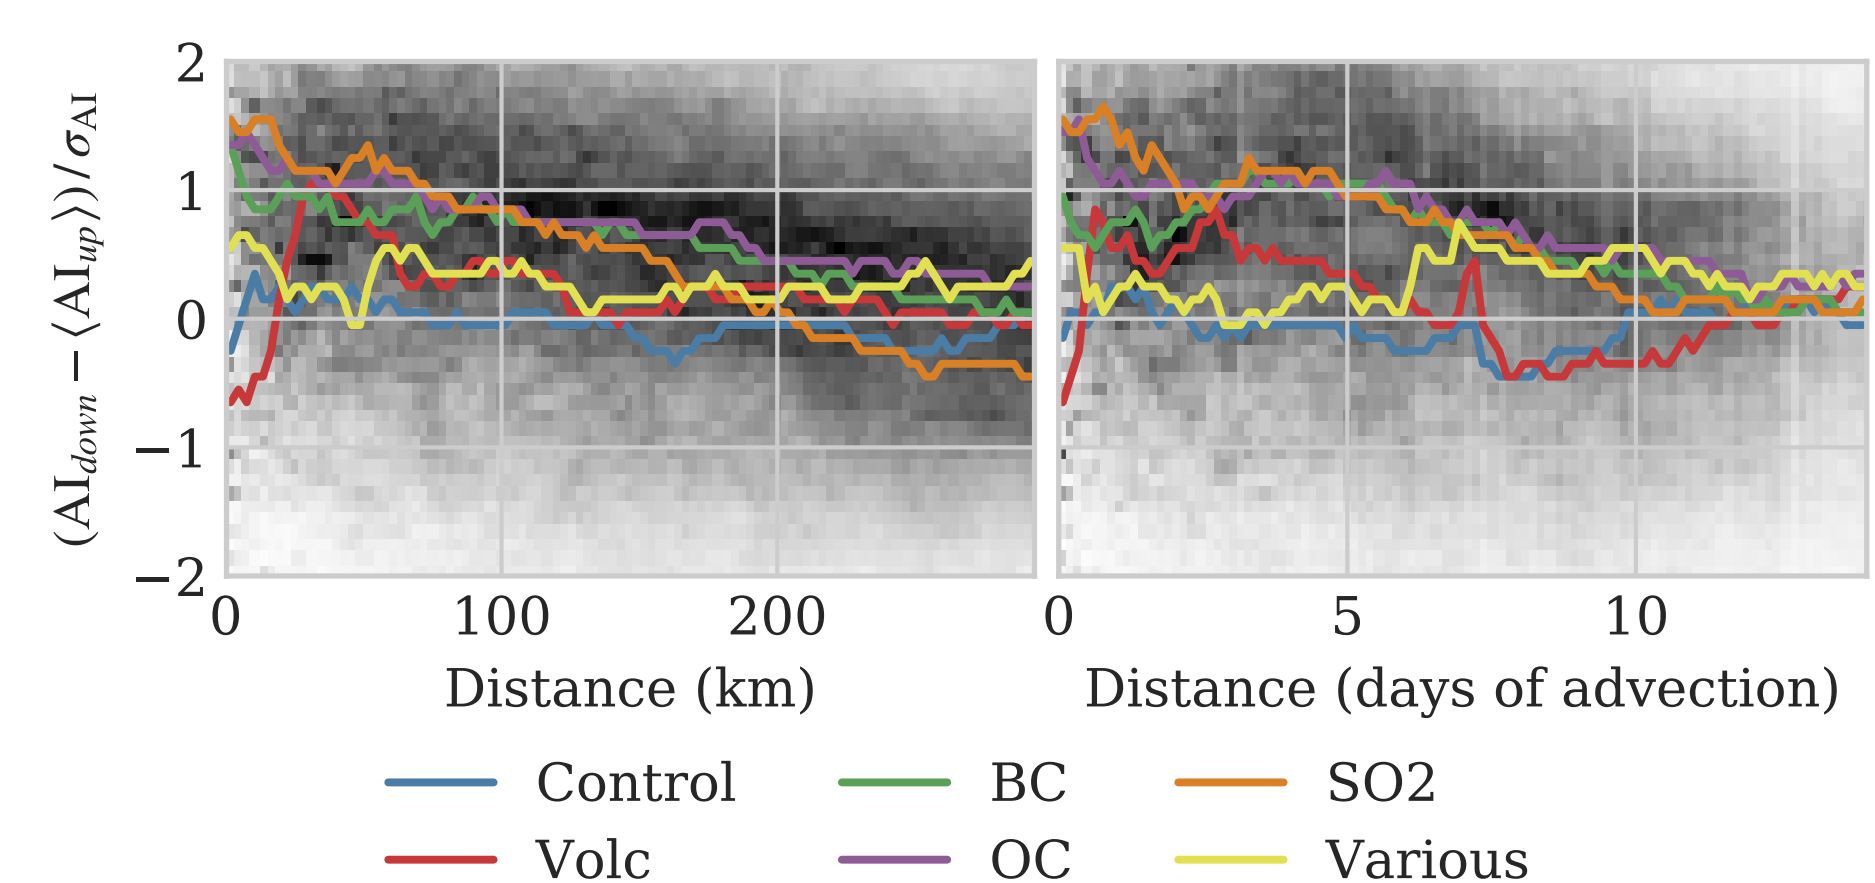 (AI_down − ⟨AI_up⟩)/σ_AI
2
1
0
−1
−2
0 100 200
0 5 10
Distance (km) Distance (days of advection)
Control BC SO2
Volc OC Various